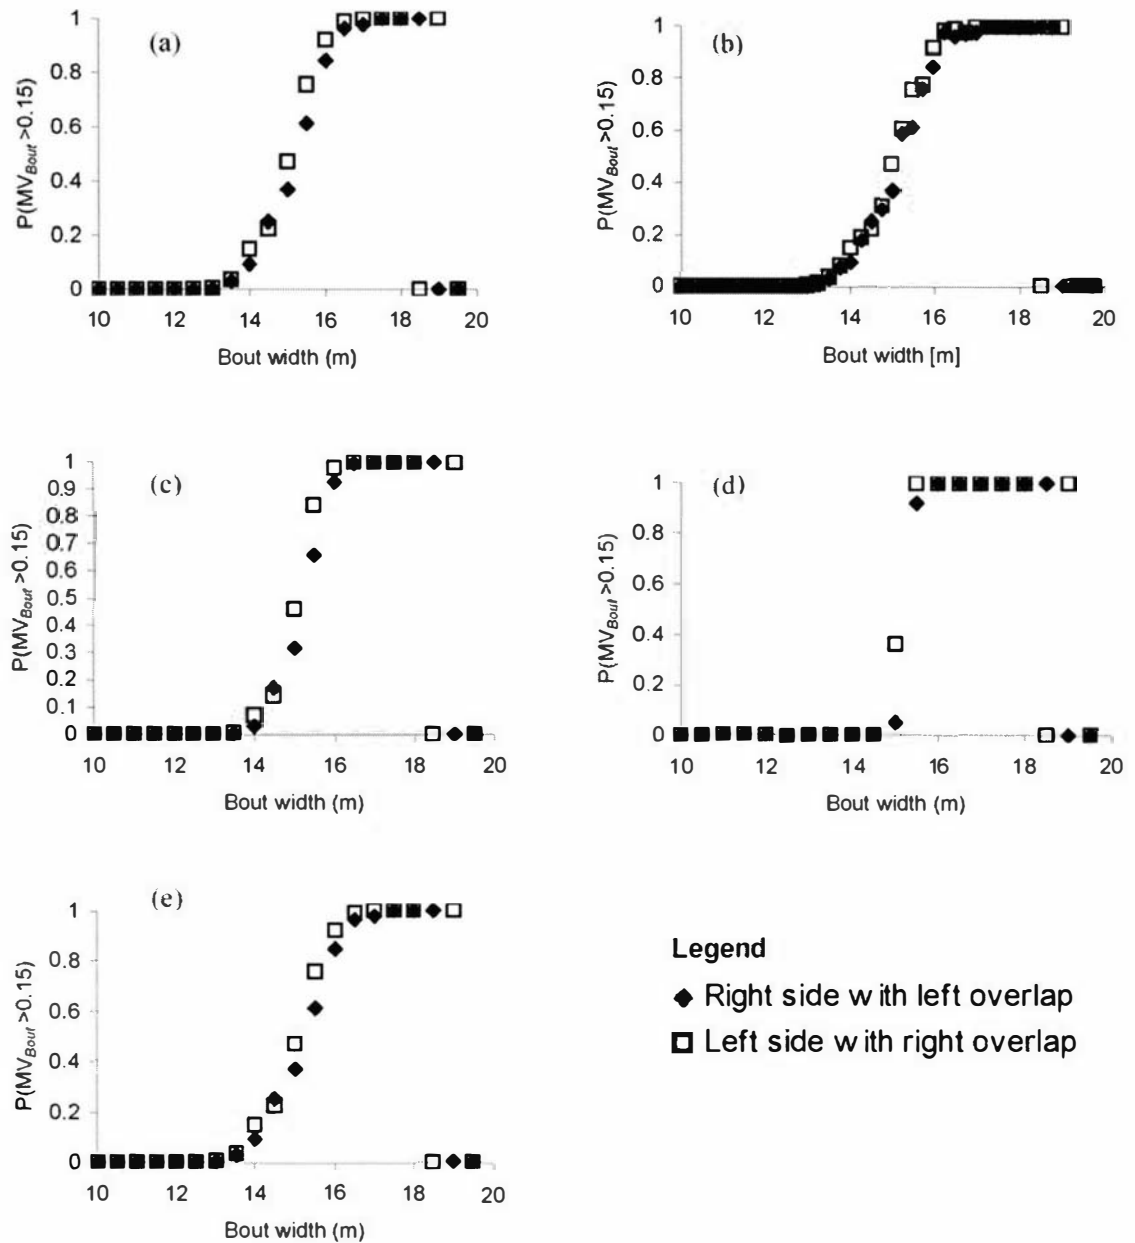 (a)
P(MV_Bout >0.15)
1
0.8
0.6
0.4
0.2
0
10 12 14 16 18 20
Bout width (m)
(b)
P(MV_Bout >0.15)
1
0.8
0.6
0.4
0.2
0
10 12 14 16 18 20
Bout width [m]
(c)
P(MV_Bout >0.15)
1
0.9
0.8
0.7
0.6
0.5
0.4
0.3
0.2
0.1
0
10 12 14 16 18 20
Bout width (m)
(d)
P(MV_Bout >0.15)
1
0.8
0.6
0.4
0.2
0
10 12 14 16 18 20
Bout width (m)
(e)
P(MV_Bout >0.15)
1
0.8
0.6
0.4
0.2
0
10 12 14 16 18 20
Bout width (m)
Legend
Right side with left overlap
Left side with right overlap